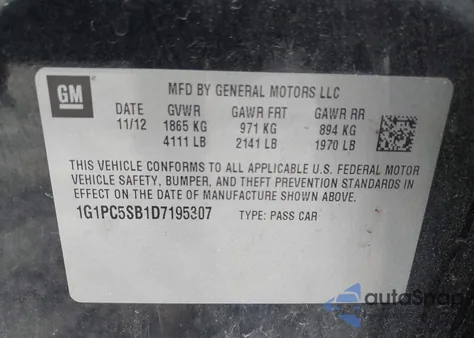 GM
MFD BY GENERAL MOTORS LLC
DATE GVWR GAWR FRT GAWR RR
11/12 1865 KG 971 KG 894 KG
4111 LB 2141 LB 1970 LB
THIS VEHICLE CONFORMS TO ALL APPLICABLE U.S. FEDERAL MOTOR
VEHICLE SAFETY, BUMPER, AND THEFT PREVENTION STANDARDS IN
EFFECT ON THE DATE OF MANUFACTURE SHOWN ABOVE.
1G1PC5SB1D7195307 TYPE: PASS CAR
autoSnap